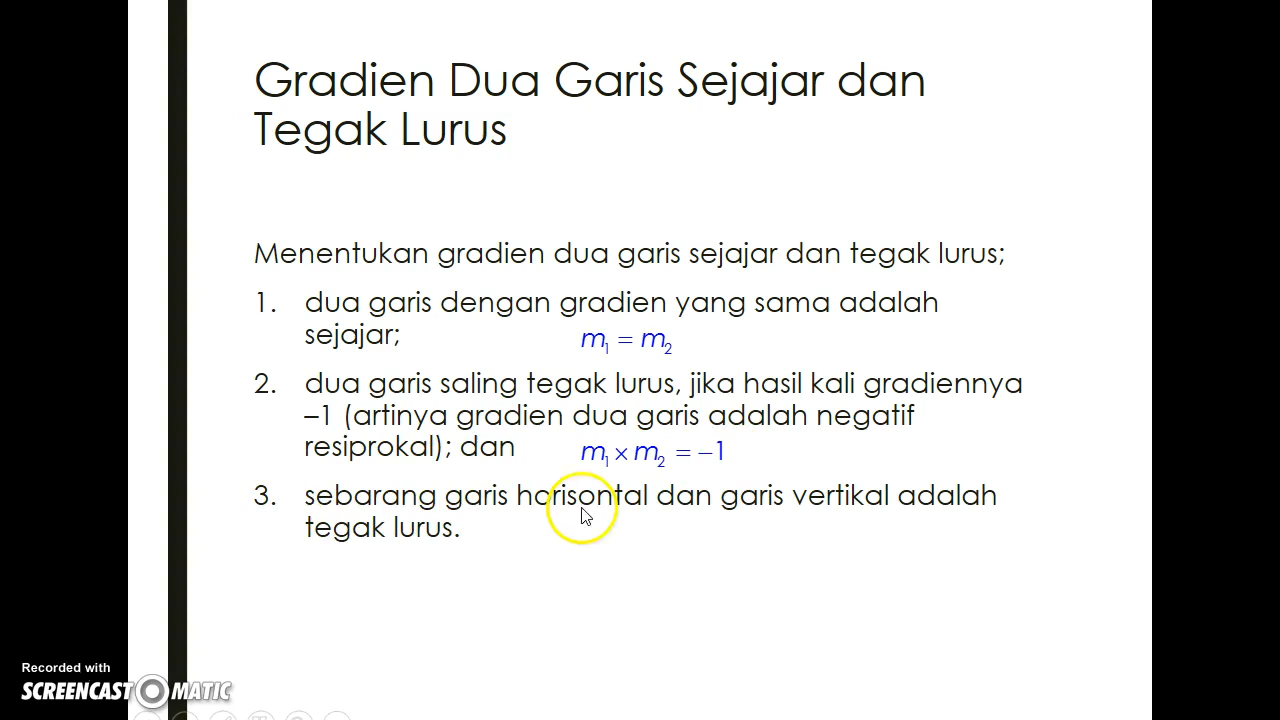 Gradien Dua Garis Sejajar dan
Tegak Lurus
Menentukan gradien dua garis sejajar dan tegak lurus;
1. dua garis dengan gradien yang sama adalah
sejajar; m₁ = m₂
2. dua garis saling tegak lurus, jika hasil kali gradiennya
–1 (artinya gradien dua garis adalah negatif
resiprokal); dan m₁ × m₂ = –1
3. sebarang garis horisontal dan garis vertikal adalah
tegak lurus.
Recorded with
SCREENCAST-O-MATIC